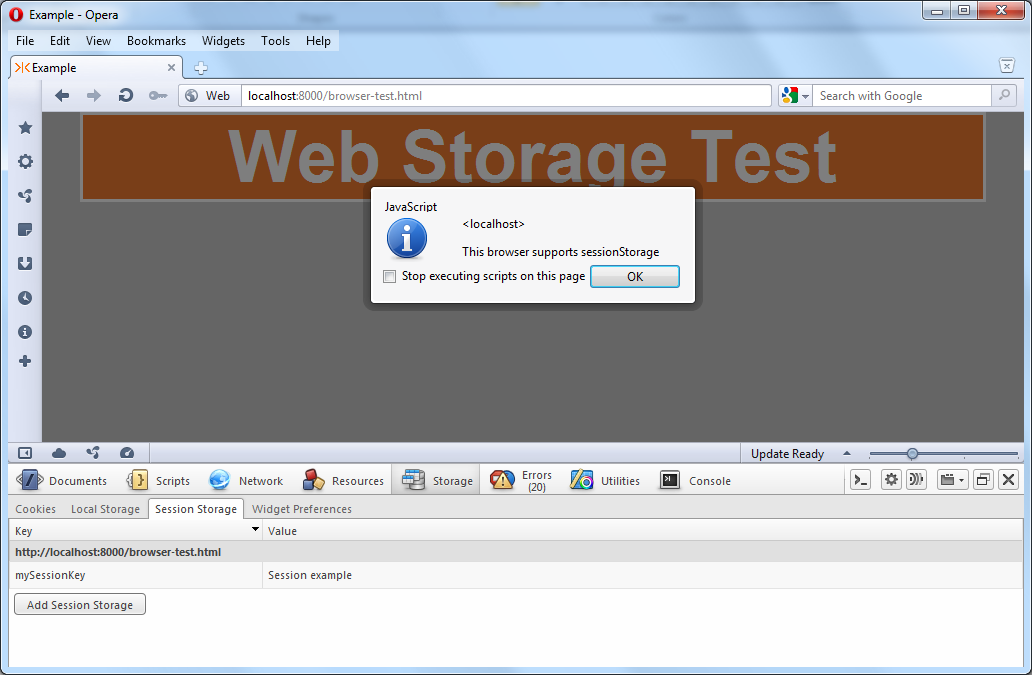 Example - Opera
File Edit View Bookmarks Widgets Tools Help
Example
Web localhost:8000/browser-test.html Search with Google
Web Storage Test
JavaScript
<localhost>
This browser supports sessionStorage
Stop executing scripts on this page OK
Update Ready
Documents Scripts Network Resources Storage Errors (20) Utilities Console
Cookies Local Storage Session Storage Widget Preferences
Key Value
http://localhost:8000/browser-test.html
mySessionKey Session example
Add Session Storage